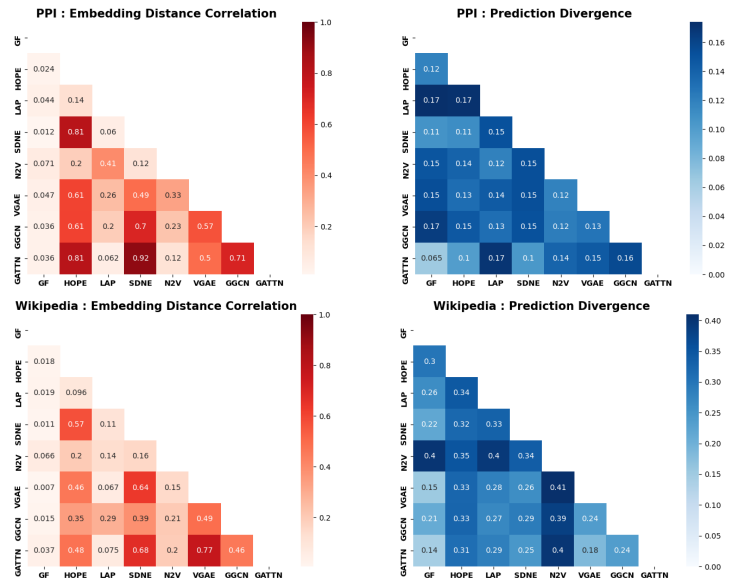 PPI : Embedding Distance Correlation
GF
HOPE 0.024
LAP 0.044 0.14
SDNE 0.012 0.81 0.06
N2V 0.071 0.2 0.41 0.12
VGAE 0.047 0.61 0.26 0.49 0.33
GGCN 0.036 0.61 0.2 0.7 0.23 0.57
GATTN 0.036 0.81 0.062 0.92 0.12 0.5 0.71
GF HOPE LAP SDNE N2V VGAE GGCN GATTN
1.0
0.8
0.6
0.4
0.2
PPI : Prediction Divergence
GF
HOPE 0.12
LAP 0.17 0.17
SDNE 0.11 0.11 0.15
N2V 0.15 0.14 0.12 0.15
VGAE 0.15 0.13 0.14 0.15 0.12
GGCN 0.17 0.15 0.13 0.15 0.11 0.13
GATTN 0.065 0.1 0.17 0.1 0.14 0.15 0.16
GF HOPE LAP SDNE N2V VGAE GGCN GATTN
0.16
0.14
0.12
0.10
0.08
0.06
0.04
0.02
0.00
Wikipedia : Embedding Distance Correlation
GF
HOPE 0.018
LAP 0.019 0.096
SDNE 0.011 0.57 0.11
N2V 0.066 0.2 0.14 0.16
VGAE 0.007 0.46 0.067 0.64 0.15
GGCN 0.015 0.35 0.29 0.39 0.21 0.49
GATTN 0.037 0.48 0.075 0.68 0.2 0.77 0.46
GF HOPE LAP SDNE N2V VGAE GGCN GATTN
1.0
0.8
0.6
0.4
0.2
Wikipedia : Prediction Divergence
GF
HOPE 0.3
LAP 0.26 0.34
SDNE 0.22 0.32 0.33
N2V 0.4 0.35 0.4 0.34
VGAE 0.15 0.33 0.28 0.26 0.41
GGCN 0.21 0.33 0.27 0.29 0.39 0.24
GATTN 0.14 0.31 0.29 0.25 0.4 0.18 0.24
GF HOPE LAP SDNE N2V VGAE GGCN GATTN
0.40
0.35
0.30
0.25
0.20
0.15
0.10
0.05
0.00